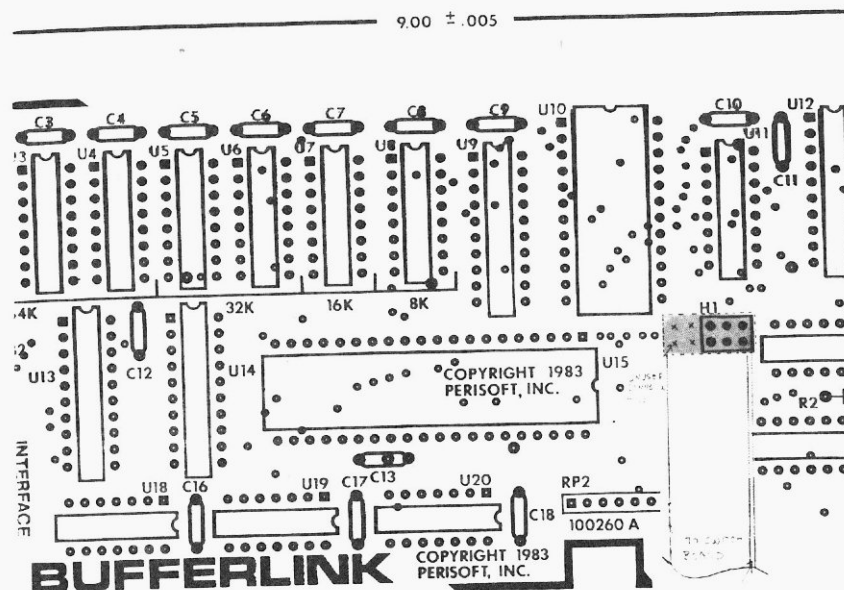 9.00 ± .005
C3 C4 C5 C6 C7 C8 C9 U10 C10 U12
U4 U5 U6 U7 U8 U9 U11
C11
32K 16K 8K H1
U13 C12 U14 U15
COPYRIGHT 1983
PERISOFT, INC.
R2
INTERFACE
C13
U18 C16 U19 C17 U20 RP2
C18 100260 A
COPYRIGHT 1983
PERISOFT, INC.
BUFFERLINK